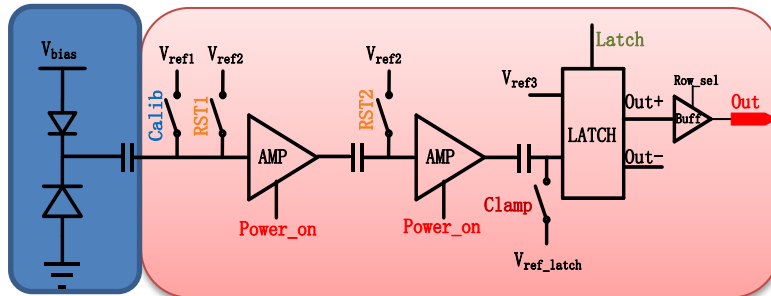 V_bias
V_ref1
V_ref2
Calib
RST1
AMP
Power_on
V_ref2
RST2
AMP
Power_on
Clamp
V_ref_latch
V_ref3
Latch
LATCH
Out+
Out-
Row_sel
Buff
Out